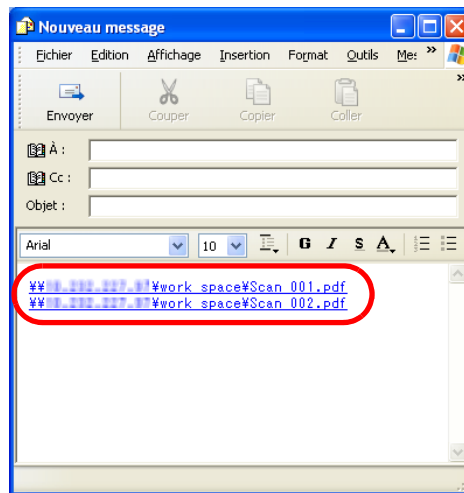 Nouveau message
Fichier Edition Affichage Insertion Format Outils Me: »
Envoyer Couper Copier Coller »
À :
Cc :
Objet :
Arial 10 G I S A
¥¥ ¥work space¥Scan 001.pdf
¥¥ ¥work space¥Scan 002.pdf